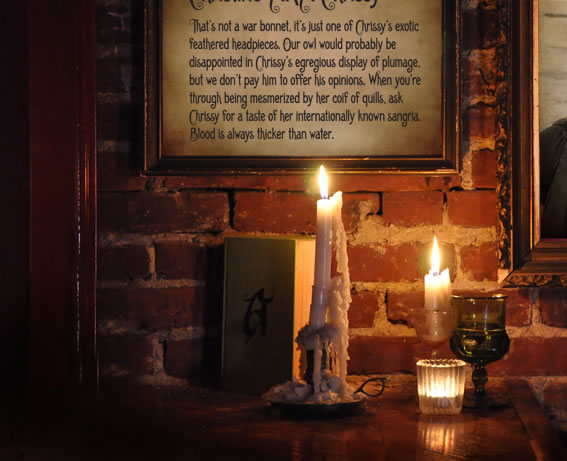 That's not a war bonnet, it's just one of Chrissy's exotic
feathered headpieces. Our owl would probably be
disappointed in Chrissy's egregious display of plumage,
but we don't pay him to offer his opinions. When you're
through being mesmerized by her coif of quills, ask
Chrissy for a taste of her internationally known sangria.
Blood is always thicker than water.